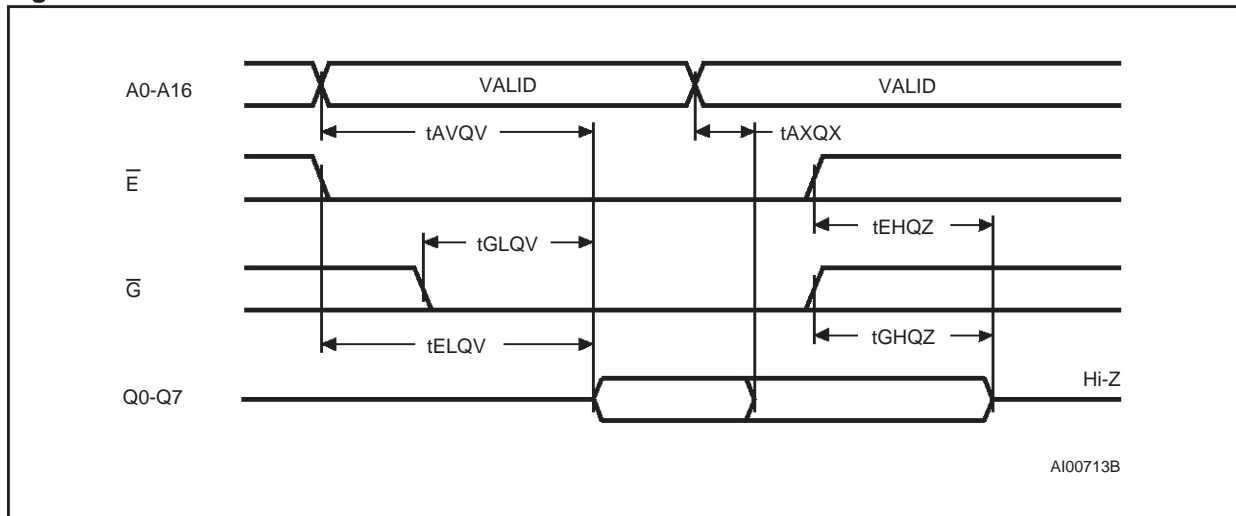 A0-A16
VALID
VALID
tAVQV
tAXQX
E̅
tEHQZ
tGLQV
G̅
tGHQZ
tELQV
Hi-Z
Q0-Q7
AI00713B